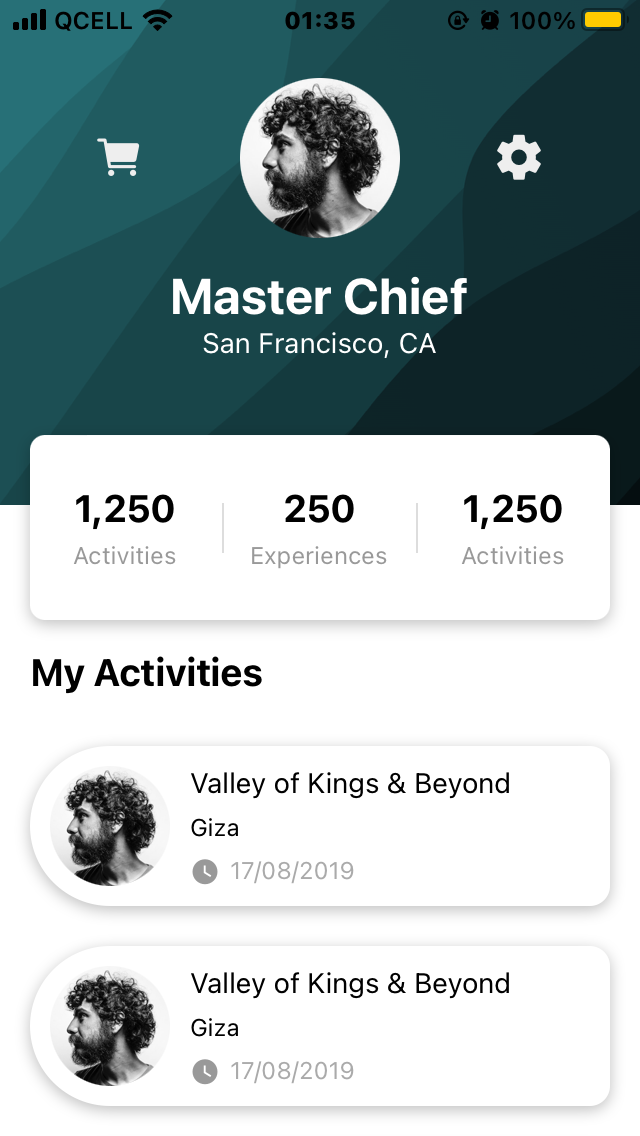 QCELL 01:35 100%
Master Chief
San Francisco, CA
1,250 250 1,250
Activities Experiences Activities
My Activities
Valley of Kings & Beyond
Giza
17/08/2019
Valley of Kings & Beyond
Giza
17/08/2019